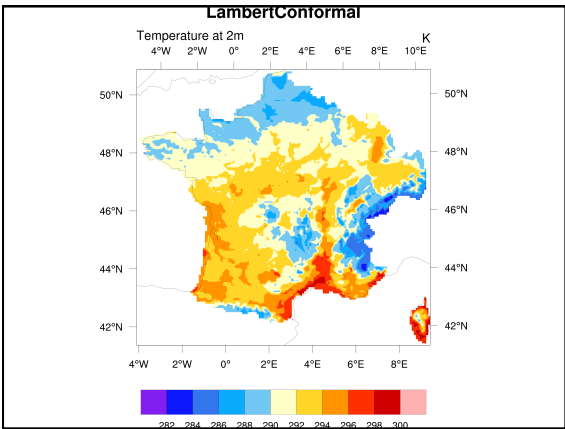 LambertConformal
Temperature at 2m K
4°W 2°W 0° 2°E 4°E 6°E 8°E 10°E
50°N 50°N
48°N 48°N
46°N 46°N
44°N 44°N
42°N 42°N
4°W 2°W 0° 2°E 4°E 6°E 8°E
282 284 286 288 290 292 294 296 298 300